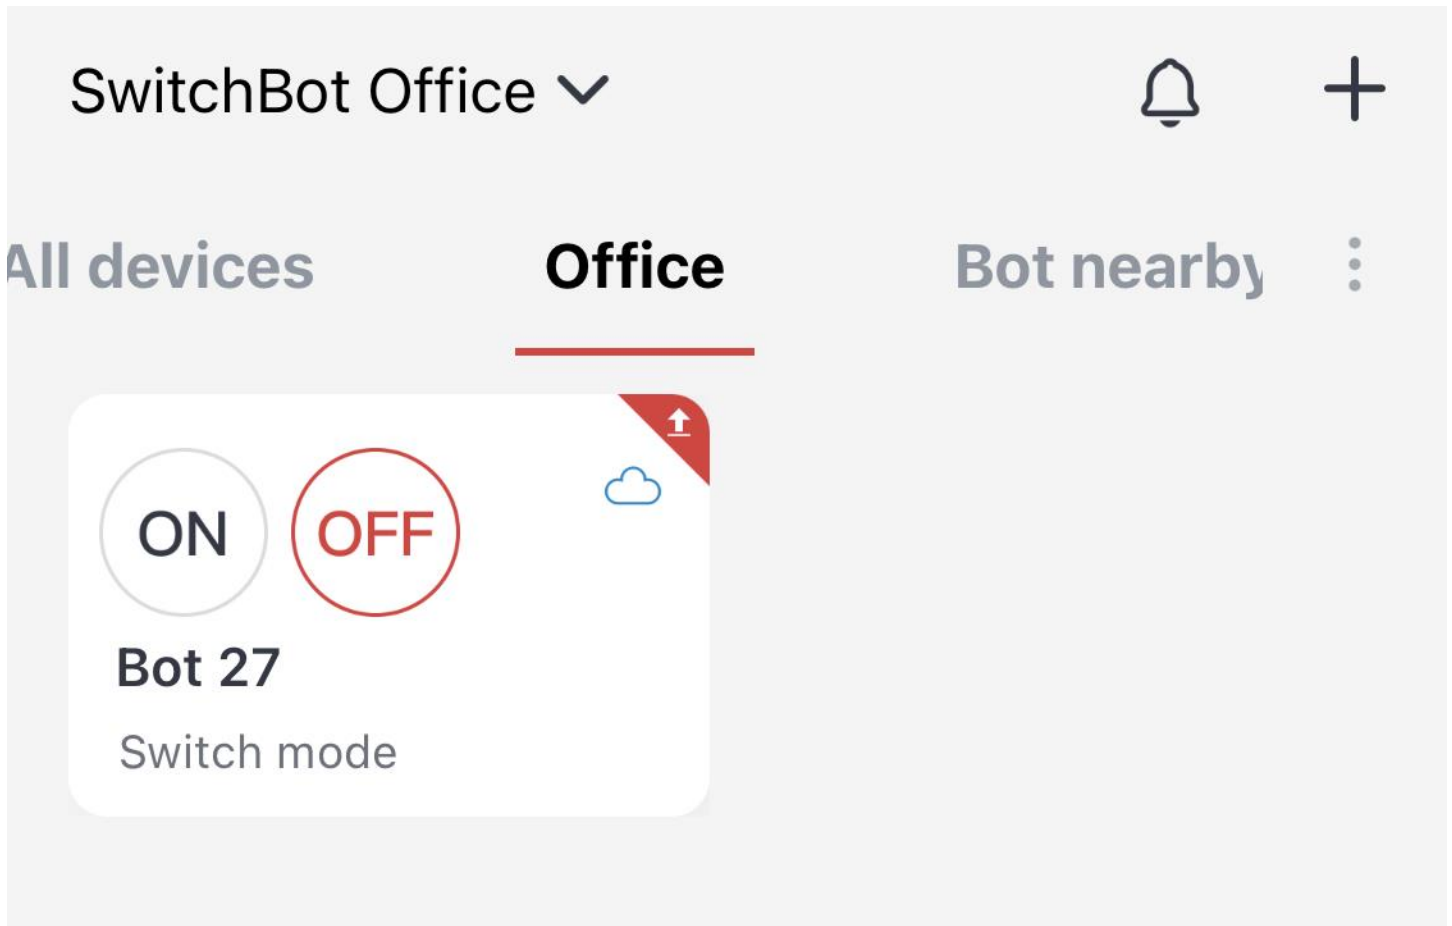 SwitchBot Office
All devices Office Bot nearby
ON OFF
Bot 27
Switch mode